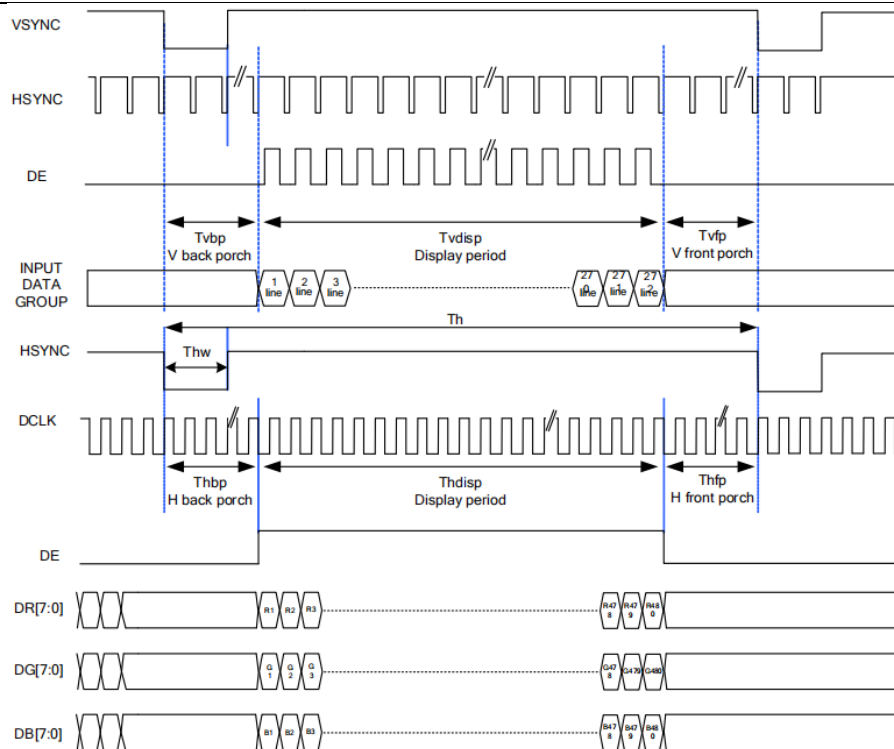 VSYNC
HSYNC
DE
Tvbp
V back porch
Tvdisp
Display period
Tvfp
V front porch
INPUT
DATA
GROUP
1
line
2
line
3
line
27
0
line
27
1
line
27
2
line
Th
HSYNC
Thw
DCLK
Thbp
H back porch
Thdisp
Display period
Thfp
H front porch
DE
DR[7:0]
R1
R2
R3
R47
8
R47
9
R48
0
DG[7:0]
G
1
G
2
G
3
G47
8
G479
G480
DB[7:0]
B1
B2
B3
B47
8
B47
9
B48
0